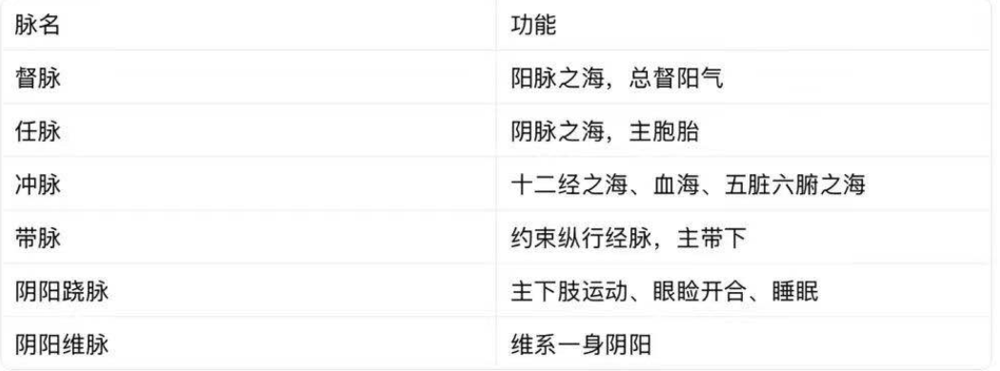 脉名 功能
督脉 阳脉之海，总督阳气
任脉 阴脉之海，主胞胎
冲脉 十二经之海、血海、五脏六腑之海
带脉 约束纵行经脉，主带下
阴阳跷脉 主下肢运动、眼睑开合、睡眠
阴阳维脉 维系一身阴阳